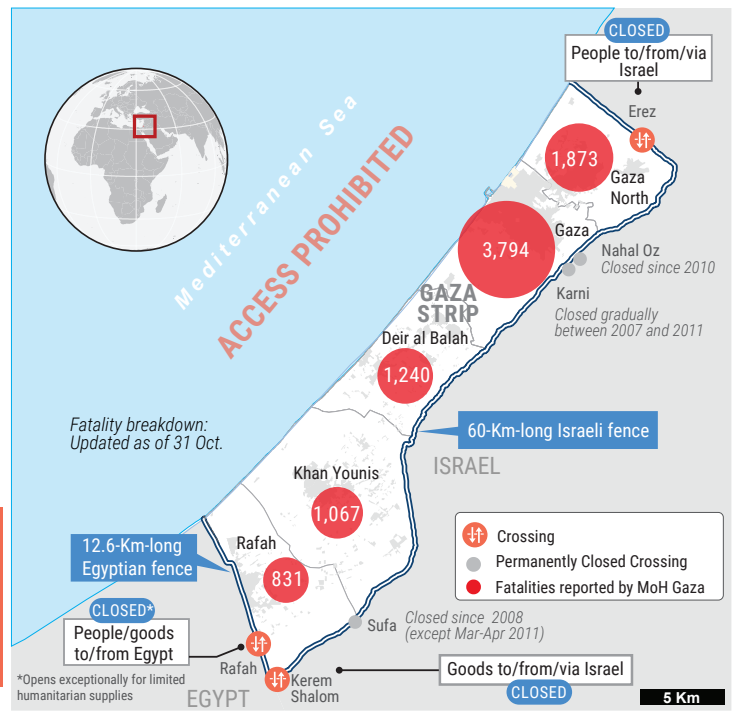 CLOSED
People to/from/via
Israel
Erez
1,873
Gaza
North
Mediterranean Sea
ACCESS PROHIBITED
Gaza
3,794
Nahal Oz
Closed since 2010
Karni
Closed gradually
between 2007 and 2011
GAZA
STRIP
Deir al Balah
1,240
Fatality breakdown:
Updated as of 31 Oct.
60-Km-long Israeli fence
ISRAEL
Khan Younis
1,067
12.6-Km-long
Egyptian fence
Rafah
831
Crossing
Permanently Closed Crossing
Fatalities reported by MoH Gaza
CLOSED*
People/goods
to/from Egypt
Sufa
Closed since 2008
(except Mar-Apr 2011)
Rafah
*Opens exceptionally for limited
humanitarian supplies
EGYPT
Kerem
Shalom
Goods to/from/via Israel
CLOSED
5 Km